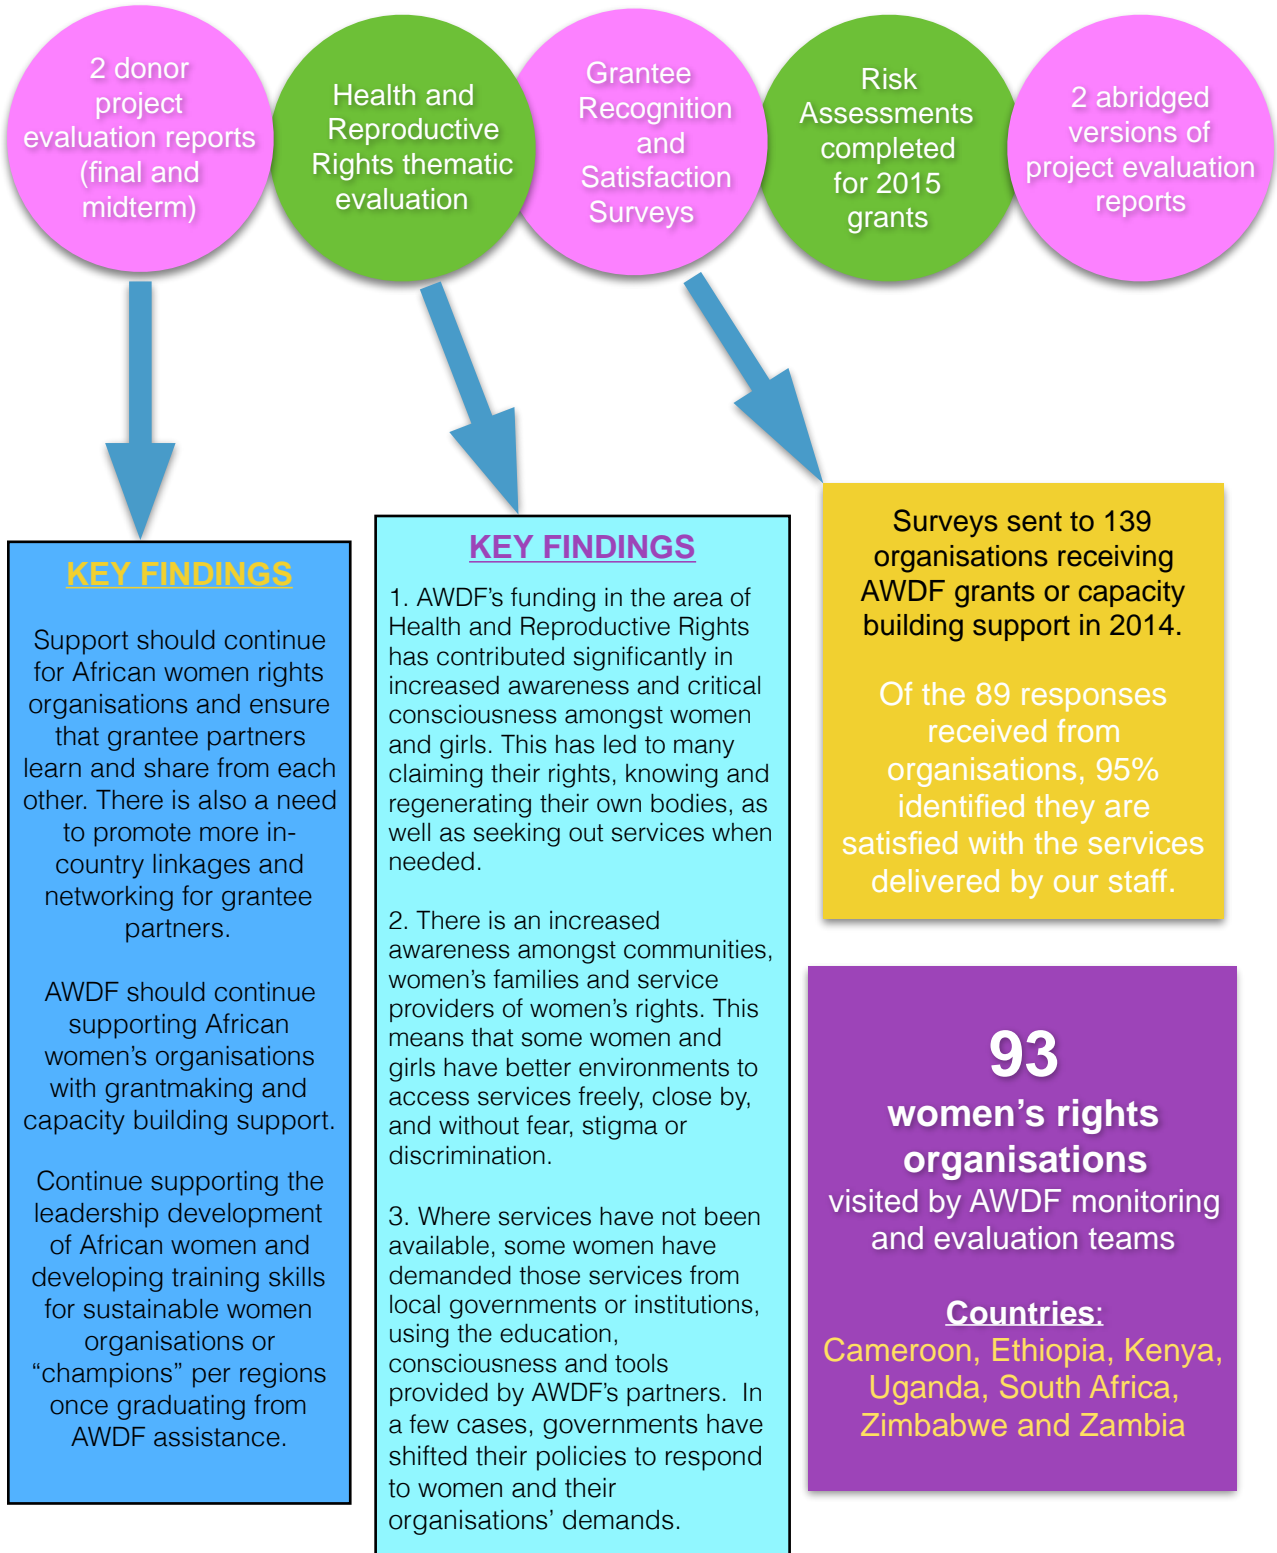 2 donor
project
evaluation reports
(final and
midterm)
Health and
Reproductive
Rights thematic
evaluation
Grantee
Recognition
and
Satisfaction
Surveys
Risk
Assessments
completed
for 2015
grants
2 abridged
versions of
project evaluation
reports
KEY FINDINGS
Support should continue
for African women rights
organisations and ensure
that grantee partners
learn and share from each
other. There is also a need
to promote more in-
country linkages and
networking for grantee
partners.
AWDF should continue
supporting African
women’s organisations
with grantmaking and
capacity building support.
Continue supporting the
leadership development
of African women and
developing training skills
for sustainable women
organisations or
“champions” per regions
once graduating from
AWDF assistance.
KEY FINDINGS
1. AWDF’s funding in the area of
Health and Reproductive Rights
has contributed significantly in
increased awareness and critical
consciousness amongst women
and girls. This has led to many
claiming their rights, knowing and
regenerating their own bodies, as
well as seeking out services when
needed.
2. There is an increased
awareness amongst communities,
women’s families and service
providers of women’s rights. This
means that some women and
girls have better environments to
access services freely, close by,
and without fear, stigma or
discrimination.
3. Where services have not been
available, some women have
demanded those services from
local governments or institutions,
using the education,
consciousness and tools
provided by AWDF’s partners.  In
a few cases, governments have
shifted their policies to respond
to women and their
organisations’ demands.
Surveys sent to 139
organisations receiving
AWDF grants or capacity
building support in 2014.
Of the 89 responses
received from
organisations, 95%
identified they are
satisfied with the services
delivered by our staff.
93
women’s rights
organisations
visited by AWDF monitoring
and evaluation teams
Countries:
Cameroon, Ethiopia, Kenya,
Uganda, South Africa,
Zimbabwe and Zambia